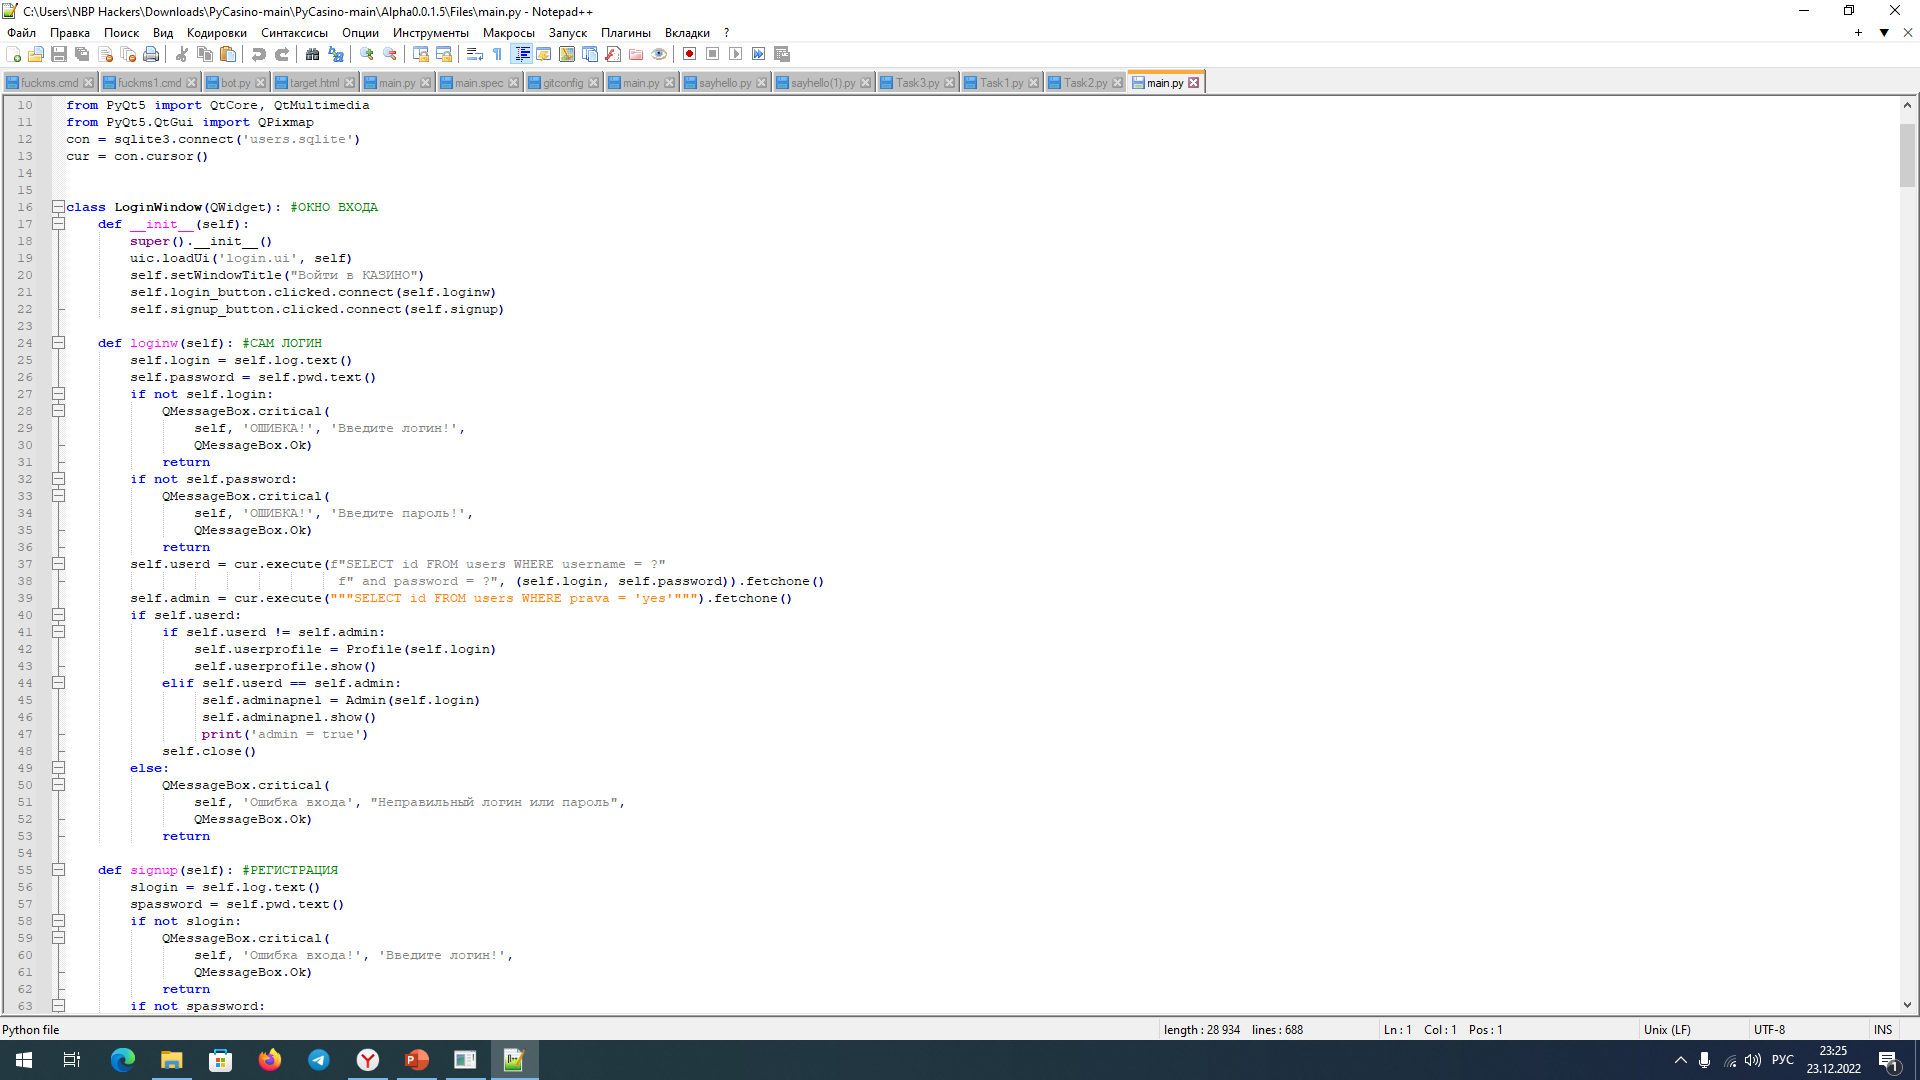 C:\Users\NBP Hackers\Downloads\PyCasino-main\PyCasino-main\Alpha0.0.1.5\Files\main.py - Notepad++
Файл Правка Поиск Вид Кодировки Синтаксисы Опции Инструменты Макросы Запуск Плагины Вкладки ?
fuckms.cmd fuckms1.cmd bot.py target.html main.py main.spec gitconfig main.py sayhello.py sayhello(1).py Task3.py Task1.py Task2.py main.py
10 from PyQt5 import QtCore, QtMultimedia
11 from PyQt5.QtGui import QPixmap
12 con = sqlite3.connect('users.sqlite')
13 cur = con.cursor()
14
15
16 class LoginWindow(QWidget): #ОКНО ВХОДА
17     def __init__(self):
18         super().__init__()
19         uic.loadUi('login.ui', self)
20         self.setWindowTitle("Войти в КАЗИНО")
21         self.login_button.clicked.connect(self.loginw)
22         self.signup_button.clicked.connect(self.signup)
23
24     def loginw(self): #САМ ЛОГИН
25         self.login = self.log.text()
26         self.password = self.pwd.text()
27         if not self.login:
28             QMessageBox.critical(
29                 self, 'ОШИБКА!', 'Введите логин!',
30                 QMessageBox.Ok)
31             return
32         if not self.password:
33             QMessageBox.critical(
34                 self, 'ОШИБКА!', 'Введите пароль!',
35                 QMessageBox.Ok)
36             return
37         self.userd = cur.execute(f"SELECT id FROM users WHERE username = ?"
38                                   f" and password = ?", (self.login, self.password)).fetchone()
39         self.admin = cur.execute("""SELECT id FROM users WHERE prava = 'yes'""").fetchone()
40         if self.userd:
41             if self.userd != self.admin:
42                 self.userprofile = Profile(self.login)
43                 self.userprofile.show()
44             elif self.userd == self.admin:
45                  self.adminapnel = Admin(self.login)
46                  self.adminapnel.show()
47                  print('admin = true')
48             self.close()
49         else:
50             QMessageBox.critical(
51                 self, 'Ошибка входа', "Неправильный логин или пароль",
52                 QMessageBox.Ok)
53             return
54
55     def signup(self): #РЕГИСТРАЦИЯ
56         slogin = self.log.text()
57         spassword = self.pwd.text()
58         if not slogin:
59             QMessageBox.critical(
60                 self, 'Ошибка входа!', 'Введите логин!',
61                 QMessageBox.Ok)
62             return
63         if not spassword:
Python file length : 28 934 lines : 688 Ln : 1 Col : 1 Pos : 1 Unix (LF) UTF-8 INS
РУС 23:25
23.12.2022 1